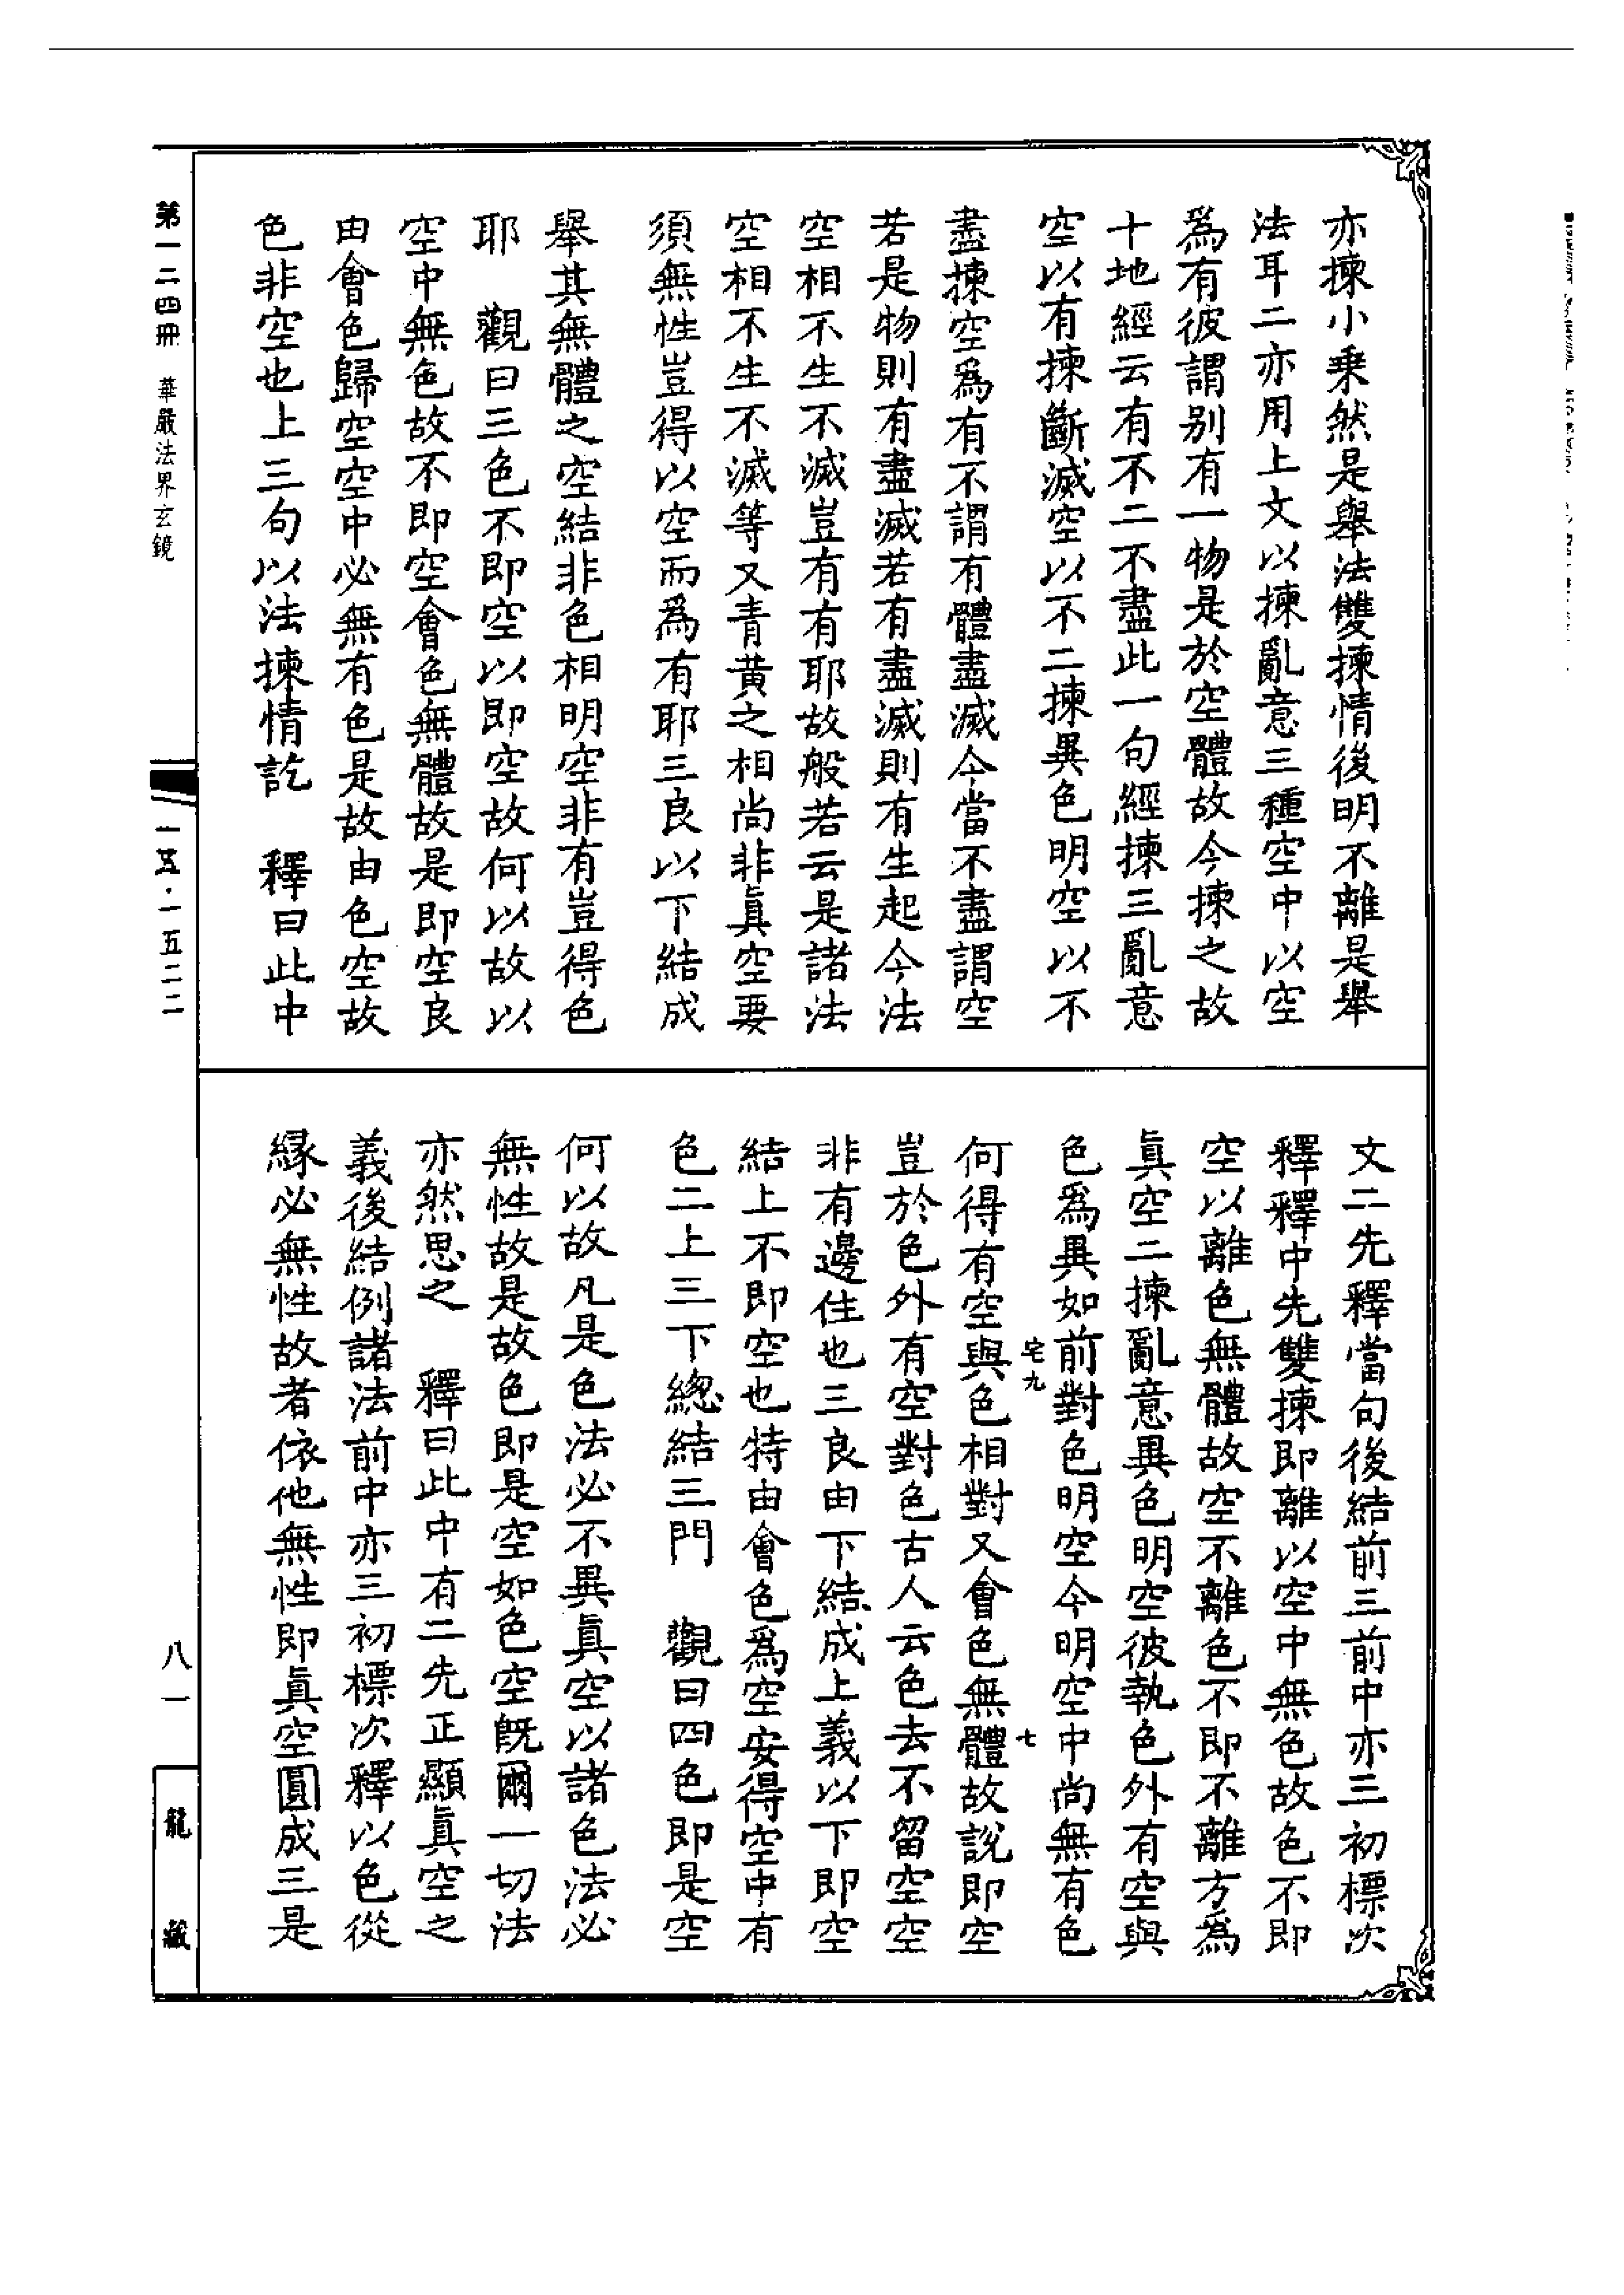 亦揀小乗然是舉法雙揀情後明不離是舉
法耳二亦用上文以揀亂意三種空中以空
爲有彼謂别有一物是於空體故今揀之故
十地經云有不二不盡此一句經揀三亂意
空以有揀斷滅空以不二揀異色明空以不
盡揀空爲有不謂有體盡滅今當不盡謂空
若是物則有盡滅若有盡滅則有生起今法
空相不生不滅豈有有耶故般若云是諸法
空相不生不滅等又青黄之相尚非眞空要
須無性豈得以空而爲有耶三良以下結成
舉其無體之空結非色相明空非有豈得色
耶　觀曰三色不即空以即空故何以故以
空中無色故不即空會色無體故是即空良
由會色歸空空中必無有色是故由色空故
色非空也上三句以法揀情訖　釋曰此中
文二先釋當句後結前三前中亦三初標次
釋釋中先雙揀即離以空中無色故色不即
空以離色無體故空不離色不即不離方爲
眞空二揀亂意異色明空彼執色外有空與
色爲異如前對色明空今明空中尚無有色
宅九
七
何得有空與色相對又會色無體故説即空
豈於色外有空對色古人云色去不留空空
非有邊住也三良由下結成上義以下即空
結上不即空也特由會色爲空安得空中有
色二上三下緫結三門　觀曰四色即是空
何以故凡是色法必不異眞空以諸色法必
無性故是故色即是空如色空旣爾一切法
亦然思之　釋曰此中有二先正顯眞空之
義後結例諸法前中亦三初標次釋以色從
縁必無性故者依他無性即眞空圓成三是
第一二四冊　華嚴法界玄鏡
一五·一五二二
八一
龍藏